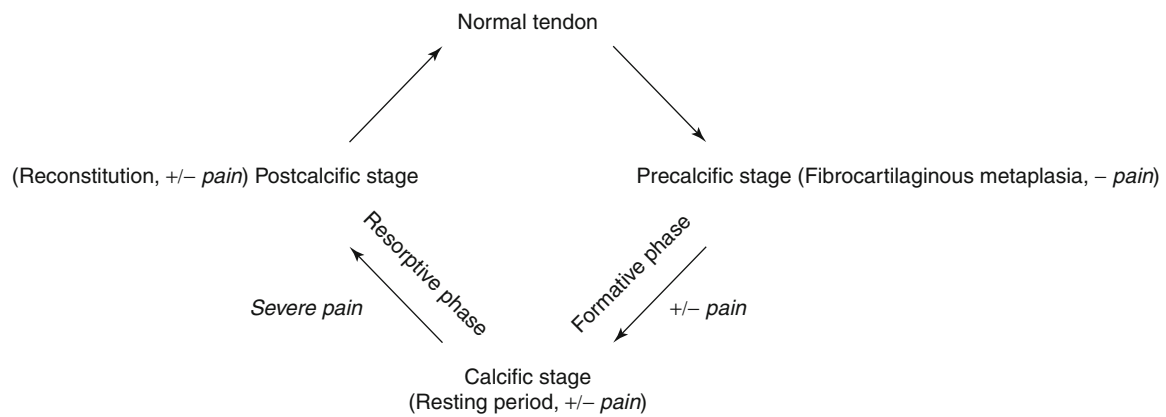 Normal tendon
(Reconstitution, +/– pain) Postcalcific stage
Precalcific stage (Fibrocartilaginous metaplasia, – pain)
Resorptive phase
Formative phase
Severe pain
+/– pain
Calcific stage
(Resting period, +/– pain)